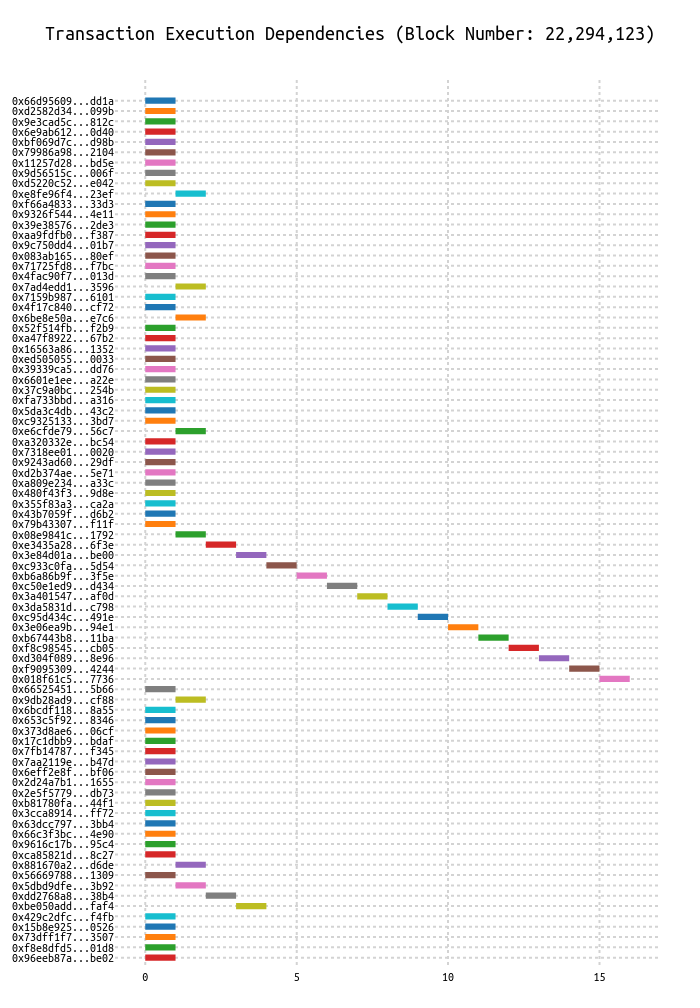 Transaction Execution Dependencies (Block Number: 22,294,123)
0x66d95609...dd1a
0xd2582d34...099b
0x9e3cad5c...812c
0x6e9ab612...0d40
0xbf069d7c...d98b
0x79986a98...2104
0x11257d28...bd5e
0x9d56515c...006f
0xd5220c52...e042
0xe8fe96f4...23ef
0xf66a4833...33d3
0x9326f544...4e11
0x39e38576...2de3
0xaa9fdfb0...f387
0x9c750dd4...01b7
0x083ab165...80ef
0x71725fd8...f7bc
0x4fac90f7...013d
0x7ad4edd1...3596
0x7159b987...6101
0x4f17c840...cf72
0x6be8e50a...e7c6
0x52f514fb...f2b9
0xa47f8922...67b2
0x16563a86...1352
0xed505055...0033
0x39339ca5...dd76
0x6601e1ee...a22e
0x37c9a0bc...254b
0xfa733bbd...a316
0x5da3c4db...43c2
0xc9325133...3bd7
0xe6cfde79...56c7
0xa320332e...bc54
0x7318ee01...0020
0x9243ad60...29df
0xd2b374ae...5e71
0xa809e234...a33c
0x480f43f3...9d8e
0x355f83a3...ca2a
0x43b7059f...d6b2
0x79b43307...f11f
0x08e9841c...1792
0xe3435a28...6f3e
0x3e84d01a...be00
0xc933c0fa...5d54
0xb6a86b9f...3f5e
0xc50e1ed9...d434
0x3a401547...af0d
0x3da5831d...c798
0xc95d434c...491e
0x3e06ea9b...94e1
0xb67443b8...11ba
0xf8c98545...cb05
0xd304f089...8e96
0xf9095309...4244
0x018f61c5...7736
0x66525451...5b66
0x9db28ad9...cf88
0x6bcdf118...8a55
0x653c5f92...8346
0x373d8ae6...06cf
0x17c1dbb9...bdaf
0x7fb14787...f345
0x7aa2119e...b47d
0x6eff2e8f...bf06
0x2d24a7b1...1655
0x2e5f5779...db73
0xb81780fa...44f1
0x3cca8914...ff72
0x63dcc797...3bb4
0x66c3f3bc...4e90
0x9616c17b...95c4
0xca85821d...8c27
0x881670a2...d6de
0x56669788...1309
0x5dbd9dfe...3b92
0xdd2768a8...38b4
0xbe050add...faf4
0x429c2dfc...f4fb
0x15b8e925...0526
0x73dff1f7...3507
0xf8e8dfd5...01d8
0x96eeb87a...be02
0 5 10 15